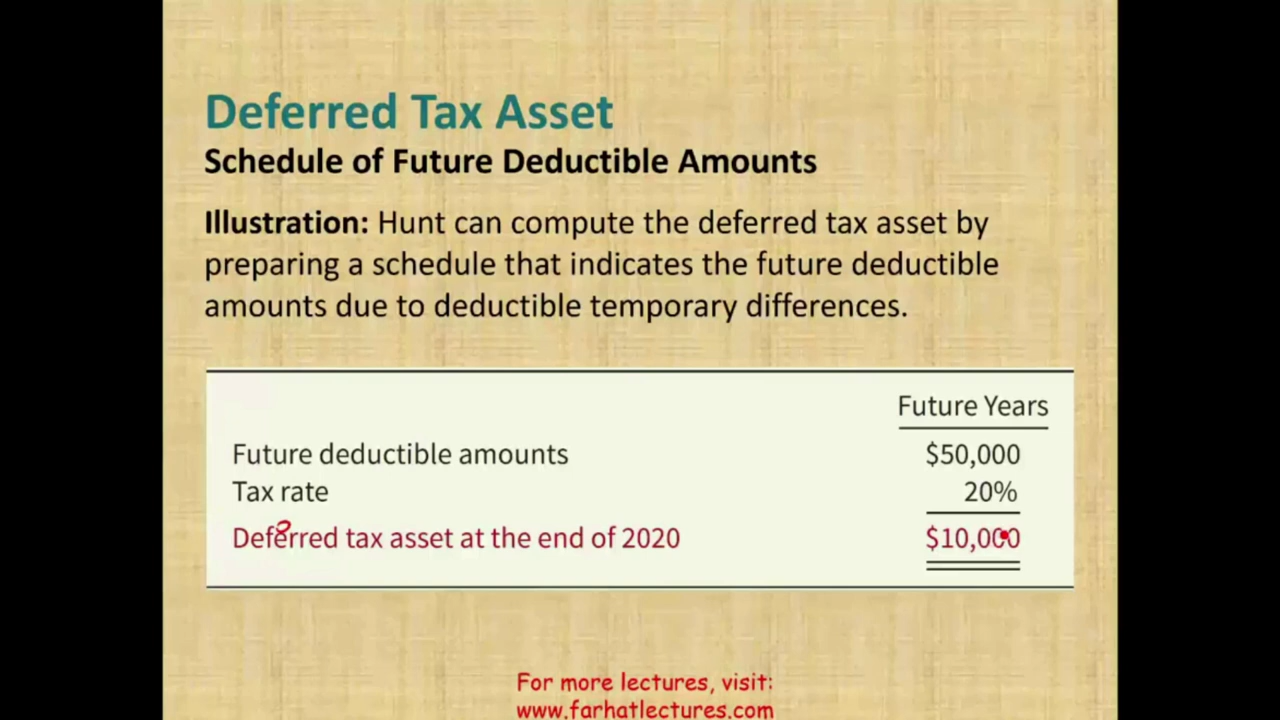 Deferred Tax Asset
Schedule of Future Deductible Amounts
Illustration: Hunt can compute the deferred tax asset by
preparing a schedule that indicates the future deductible
amounts due to deductible temporary differences.
Future Years
Future deductible amounts $50,000
Tax rate 20%
Deferred tax asset at the end of 2020 $10,000
For more lectures, visit:
www.farhatlectures.com